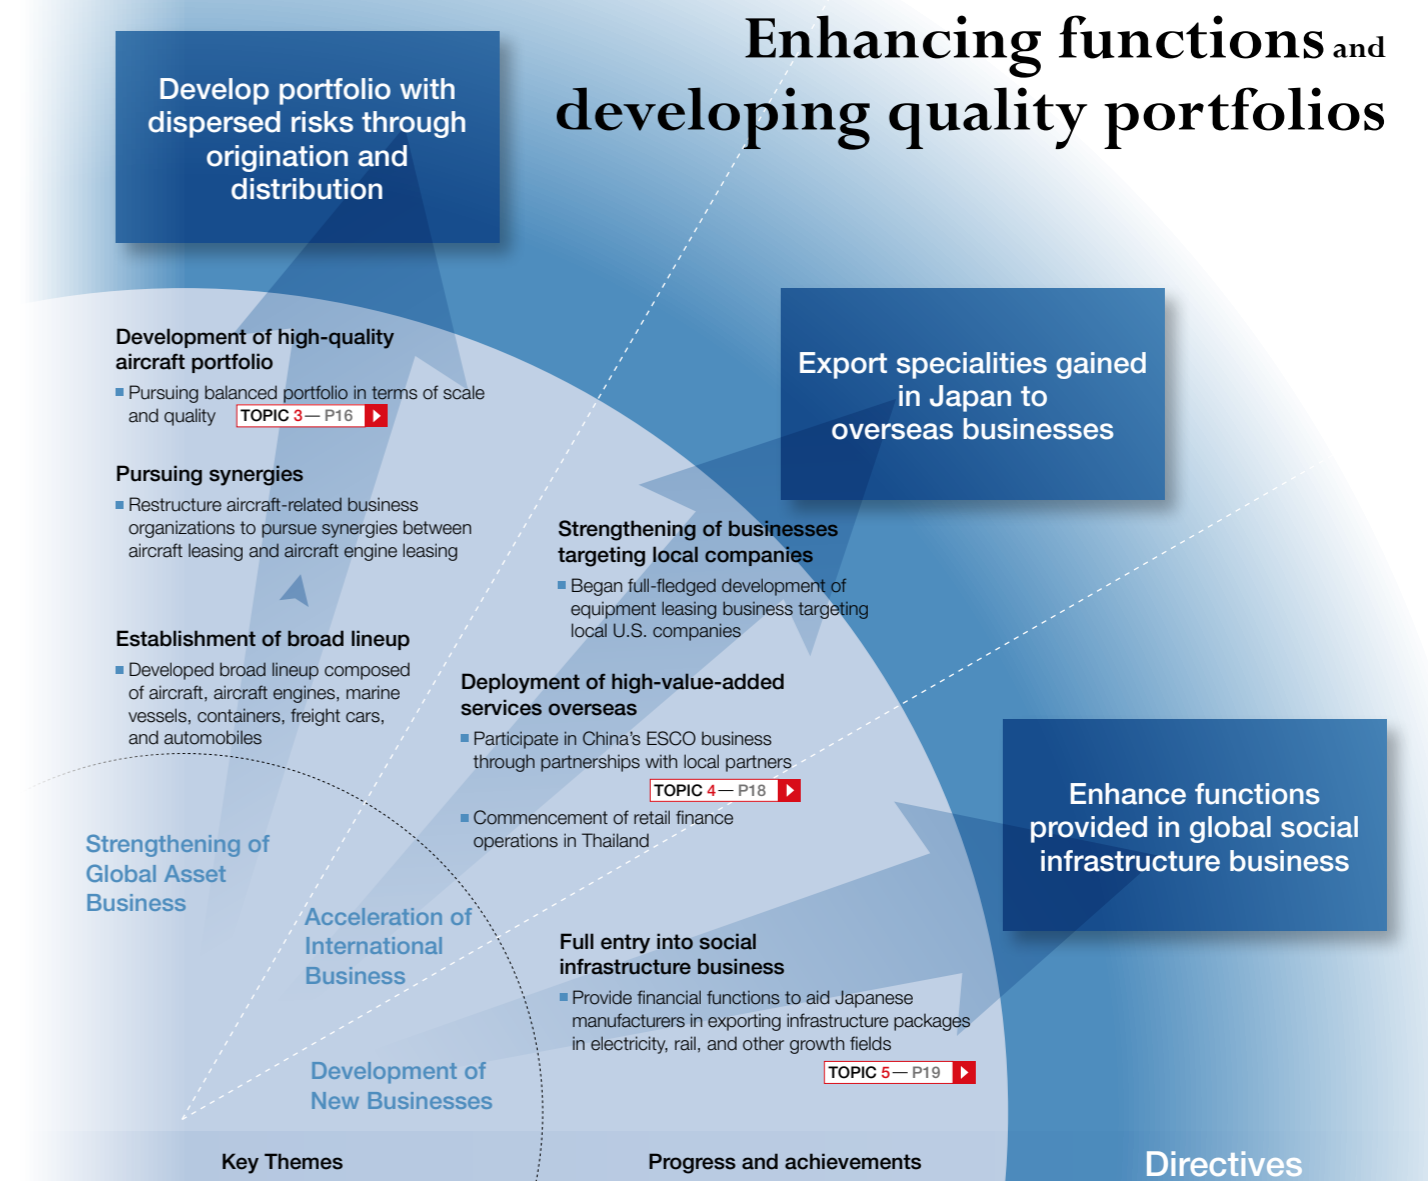 Enhancing functions and
developing quality portfolios
Develop portfolio with
dispersed risks through
origination and
distribution
Export specialities gained
in Japan to
overseas businesses
Enhance functions
provided in global social
infrastructure business
Development of high-quality
aircraft portfolio
Pursuing balanced portfolio in terms of scale
and quality TOPIC 3— P16
Pursuing synergies
Restructure aircraft-related business
organizations to pursue synergies between
aircraft leasing and aircraft engine leasing
Establishment of broad lineup
Developed broad lineup composed
of aircraft, aircraft engines, marine
vessels, containers, freight cars,
and automobiles
Strengthening of businesses
targeting local companies
Began full-fledged development of
equipment leasing business targeting
local U.S. companies
Deployment of high-value-added
services overseas
Participate in China’s ESCO business
through partnerships with local partners
TOPIC 4— P18
Commencement of retail finance
operations in Thailand
Full entry into social
infrastructure business
Provide financial functions to aid Japanese
manufacturers in exporting infrastructure packages
in electricity, rail, and other growth fields
TOPIC 5— P19
Strengthening of
Global Asset
Business
Acceleration of
International
Business
Development of
New Businesses
Key Themes
Progress and achievements
Directives